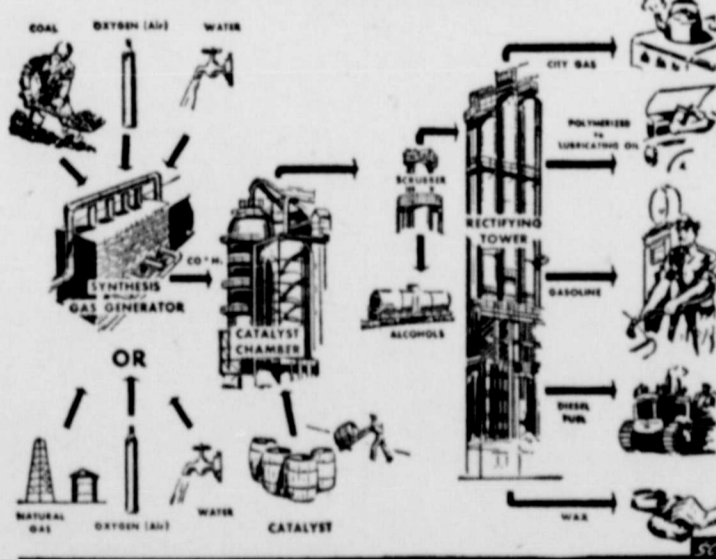 COAL
OXYGEN (Air)
WATER
CITY GAS
POLYMERIZED
TO
LUBRICATING OIL
SCRUBBER
RECTIFYING
TOWER
CO + H₂
SYNTHESIS
GAS GENERATOR
GASOLINE
CATALYST
CHAMBER
ALCOHOLS
OR
DIESEL
FUEL
NATURAL
GAS
OXYGEN (Air)
WATER
CATALYST
WAX